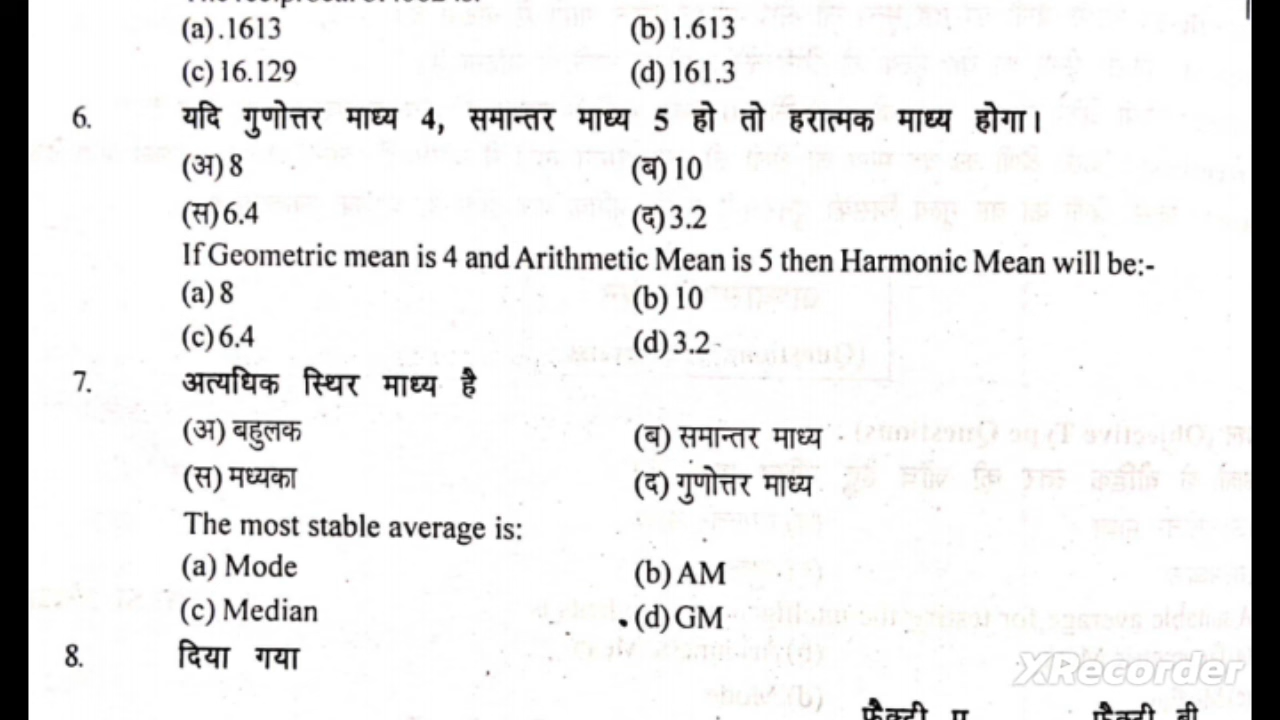 (a) .1613 (b) 1.613
(c) 16.129 (d) 161.3
6. यदि गुणोत्तर माध्य 4, समान्तर माध्य 5 हो तो हरात्मक माध्य होगा।
(अ) 8 (ब) 10
(स) 6.4 (द) 3.2
If Geometric mean is 4 and Arithmetic Mean is 5 then Harmonic Mean will be:-
(a) 8 (b) 10
(c) 6.4 (d) 3.2
7. अत्यधिक स्थिर माध्य है
(अ) बहुलक (ब) समान्तर माध्य
(स) मध्यका (द) गुणोत्तर माध्य
The most stable average is:
(a) Mode (b) AM
(c) Median (d) GM
8. दिया गया
XRecorder